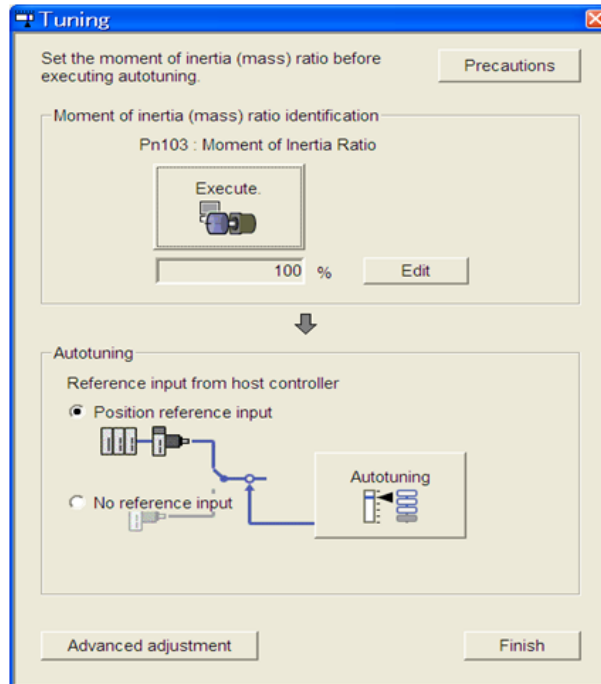 Tuning
Set the moment of inertia (mass) ratio before
executing autotuning.
Precautions
Moment of inertia (mass) ratio identification
Pn103 : Moment of Inertia Ratio
Execute.
100 %
Edit
Autotuning
Reference input from host controller
Position reference input
No reference input
Autotuning
Advanced adjustment
Finish